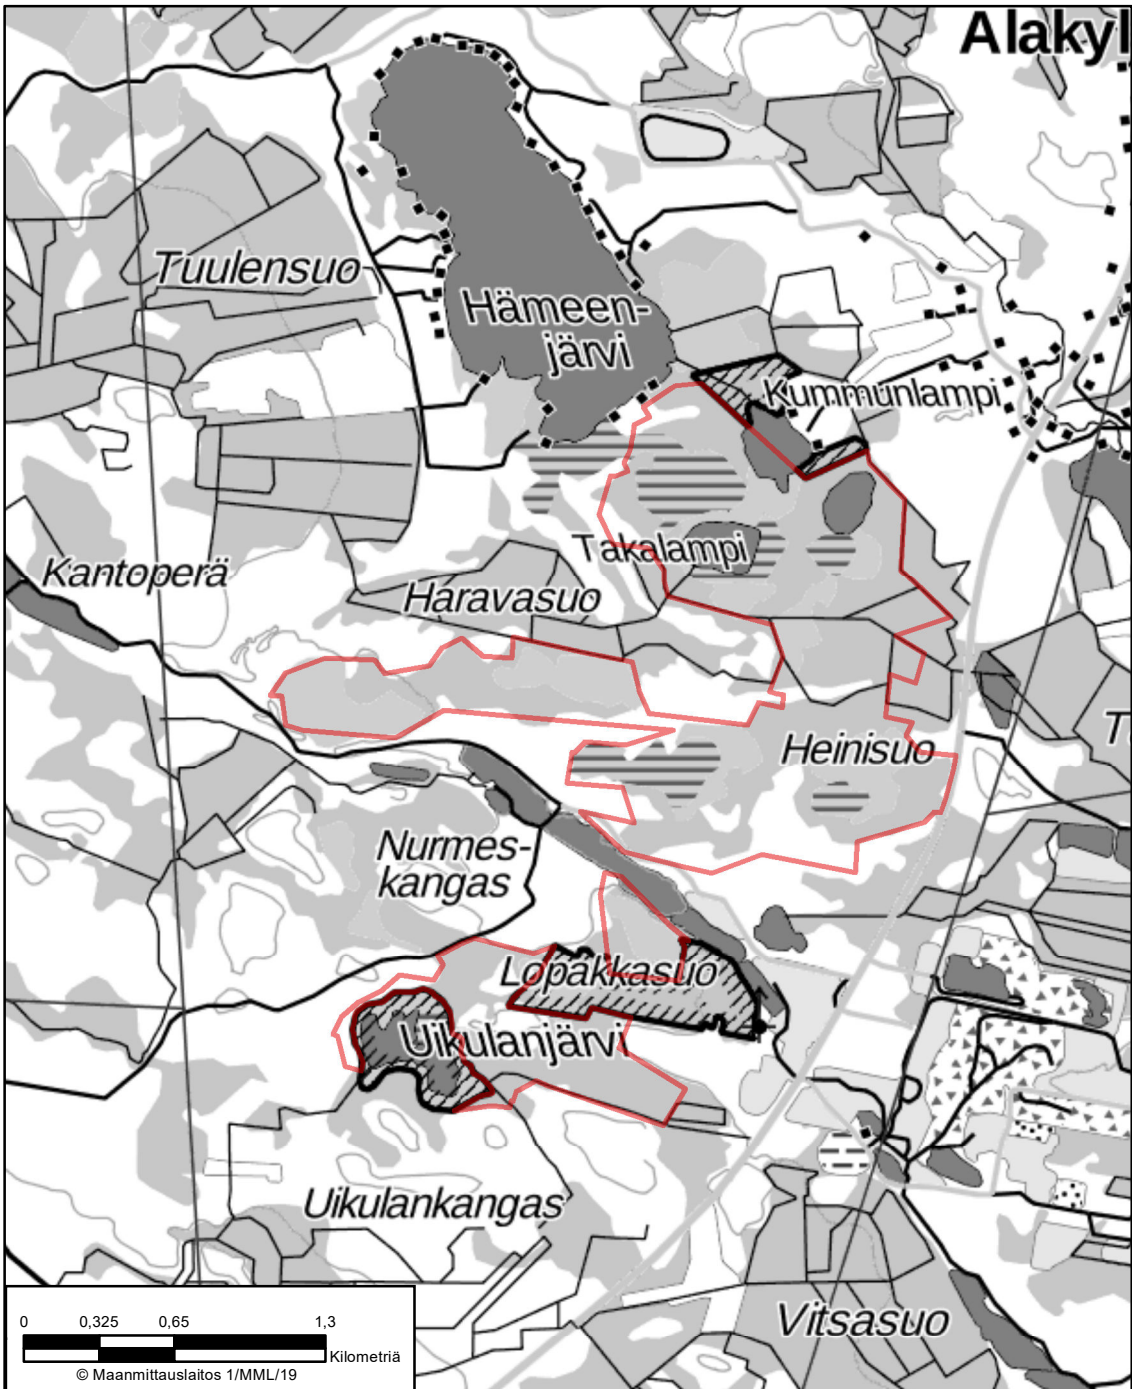 Alakyl
Tuulensuo
Hämeen-
järvi
Kummunlampi
Takalampi
Kantoperä
Haravasuo
Heinisuo
Nurmes-
kangas
Lopakkasuo
Uikulanjärvi
Uikulankangas
Vitsasuo
0 0,325 0,65 1,3
Kilometriä
© Maanmittauslaitos 1/MML/19